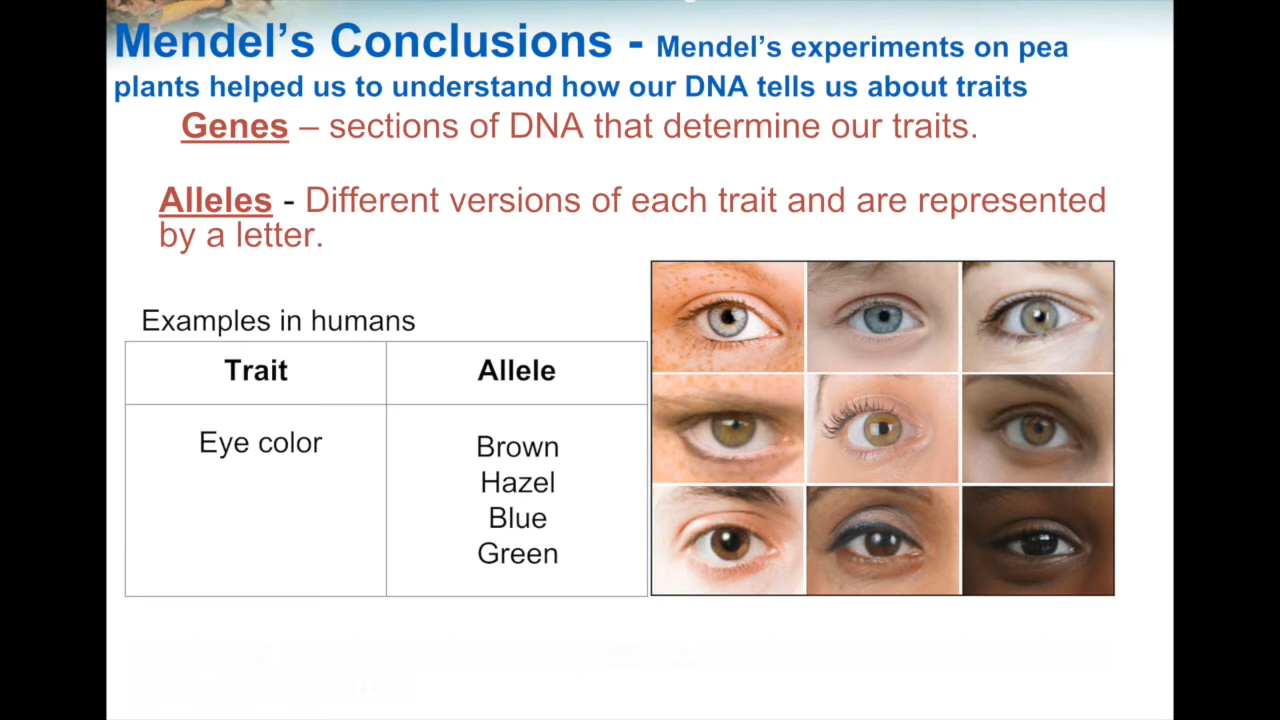 Mendel's Conclusions - Mendel's experiments on pea
plants helped us to understand how our DNA tells us about traits
Genes – sections of DNA that determine our traits.
Alleles - Different versions of each trait and are represented
by a letter.
Examples in humans
Trait Allele
Eye color Brown
Hazel
Blue
Green